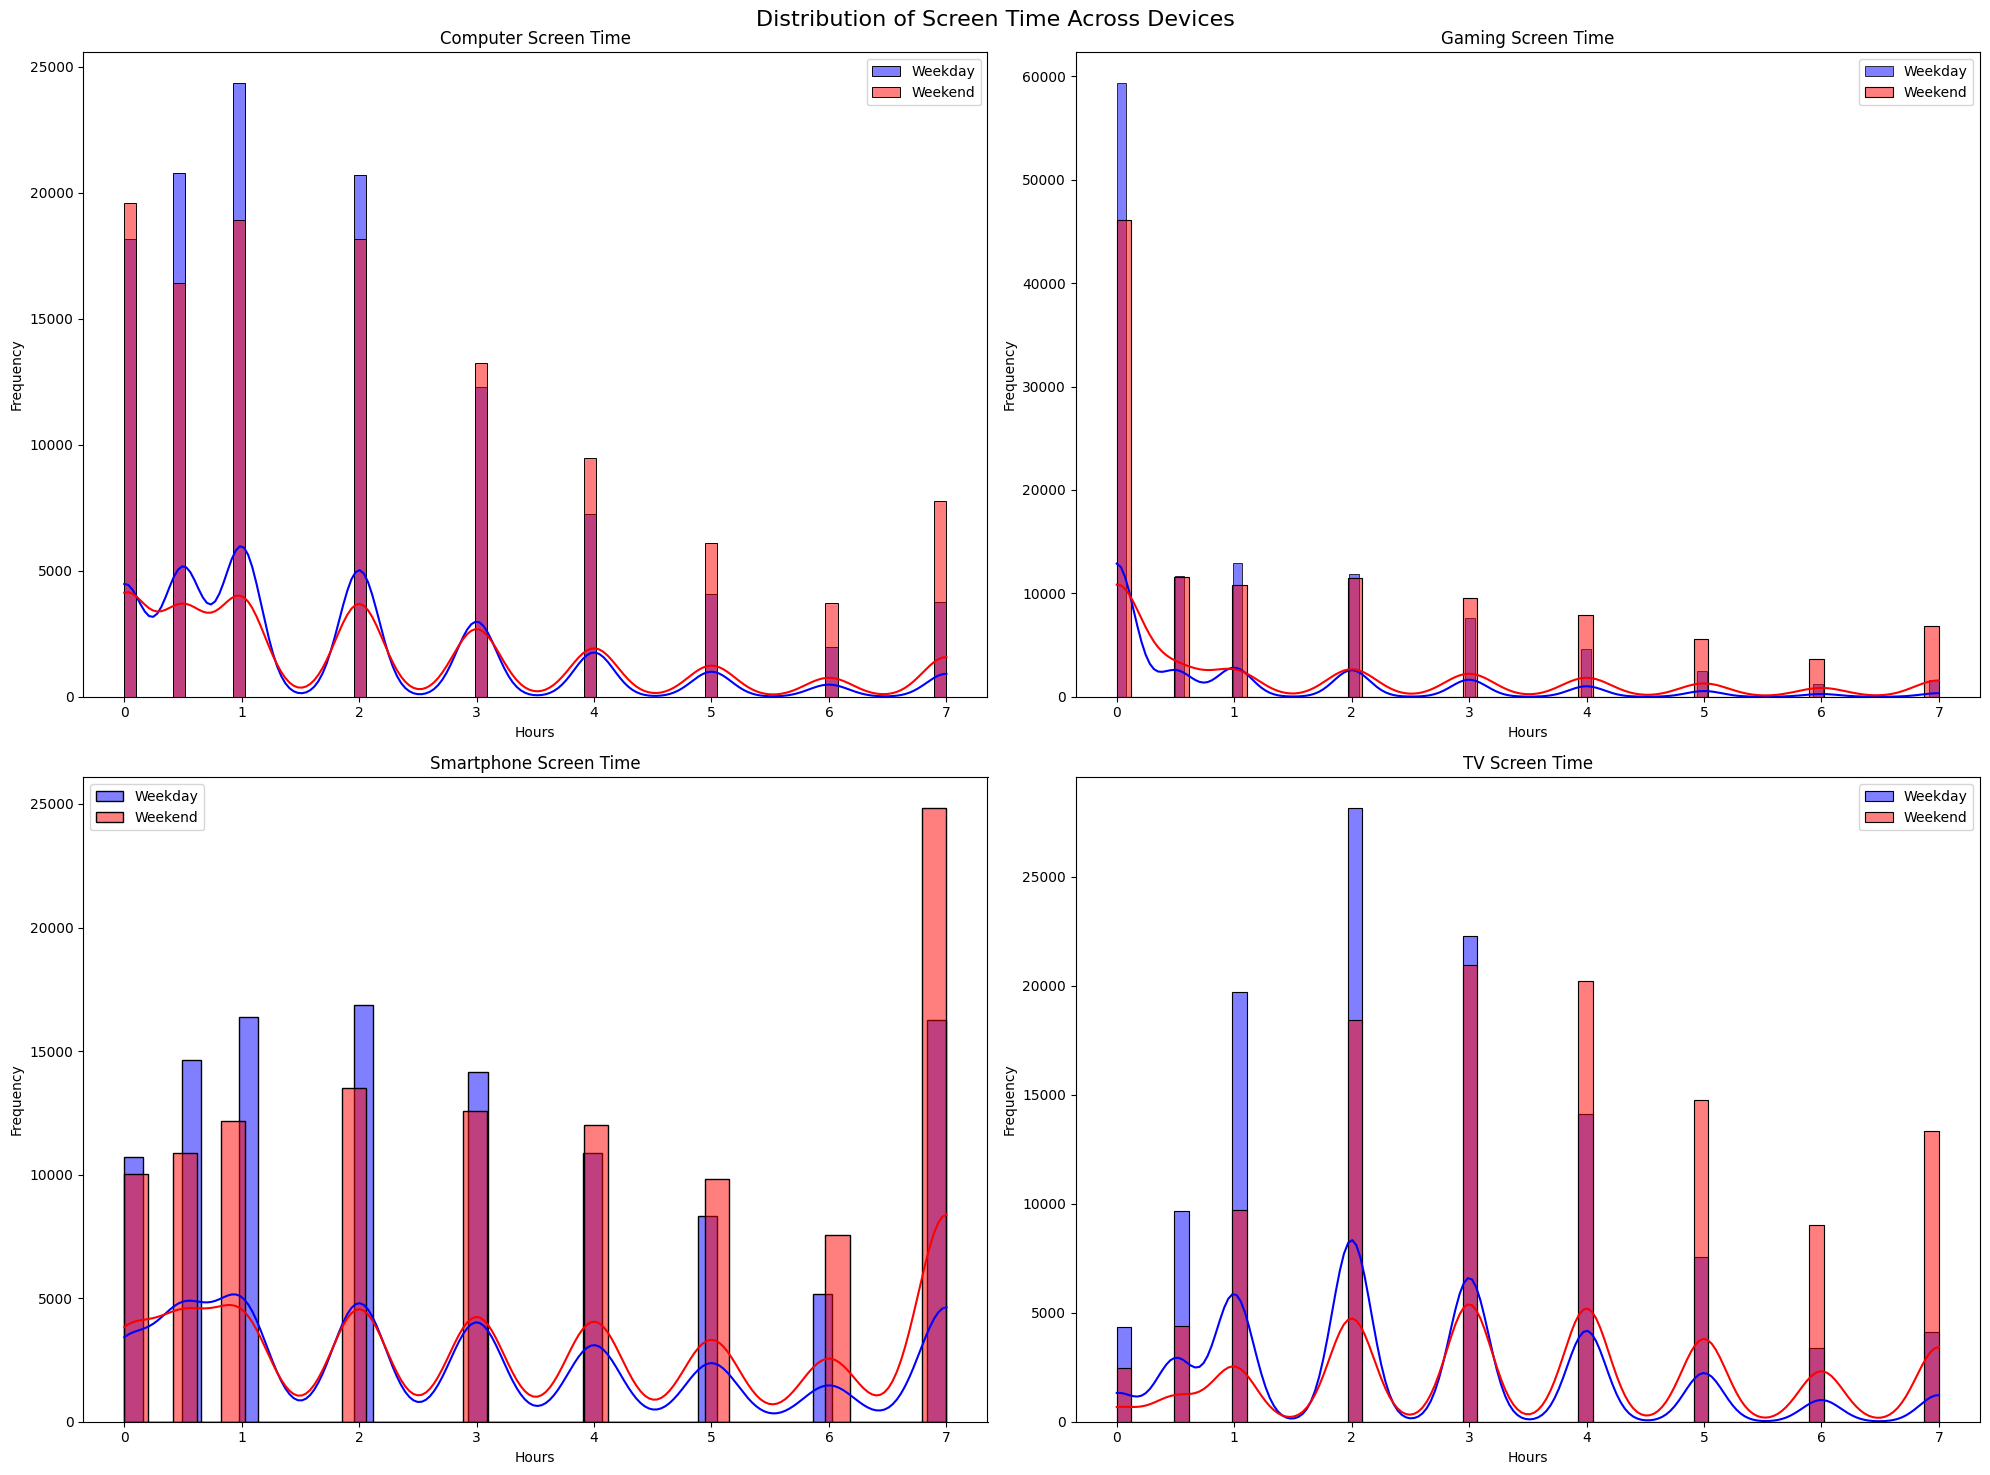 Distribution of Screen Time Across Devices
Computer Screen Time
Frequency
25000
20000
15000
10000
5000
0
Weekday
Weekend
0 1 2 3 4 5 6 7
Hours
Gaming Screen Time
Frequency
60000
50000
40000
30000
20000
10000
0
Weekday
Weekend
0 1 2 3 4 5 6 7
Hours
Smartphone Screen Time
Frequency
25000
20000
15000
10000
5000
0
Weekday
Weekend
0 1 2 3 4 5 6 7
Hours
TV Screen Time
Frequency
25000
20000
15000
10000
5000
0
Weekday
Weekend
0 1 2 3 4 5 6 7
Hours